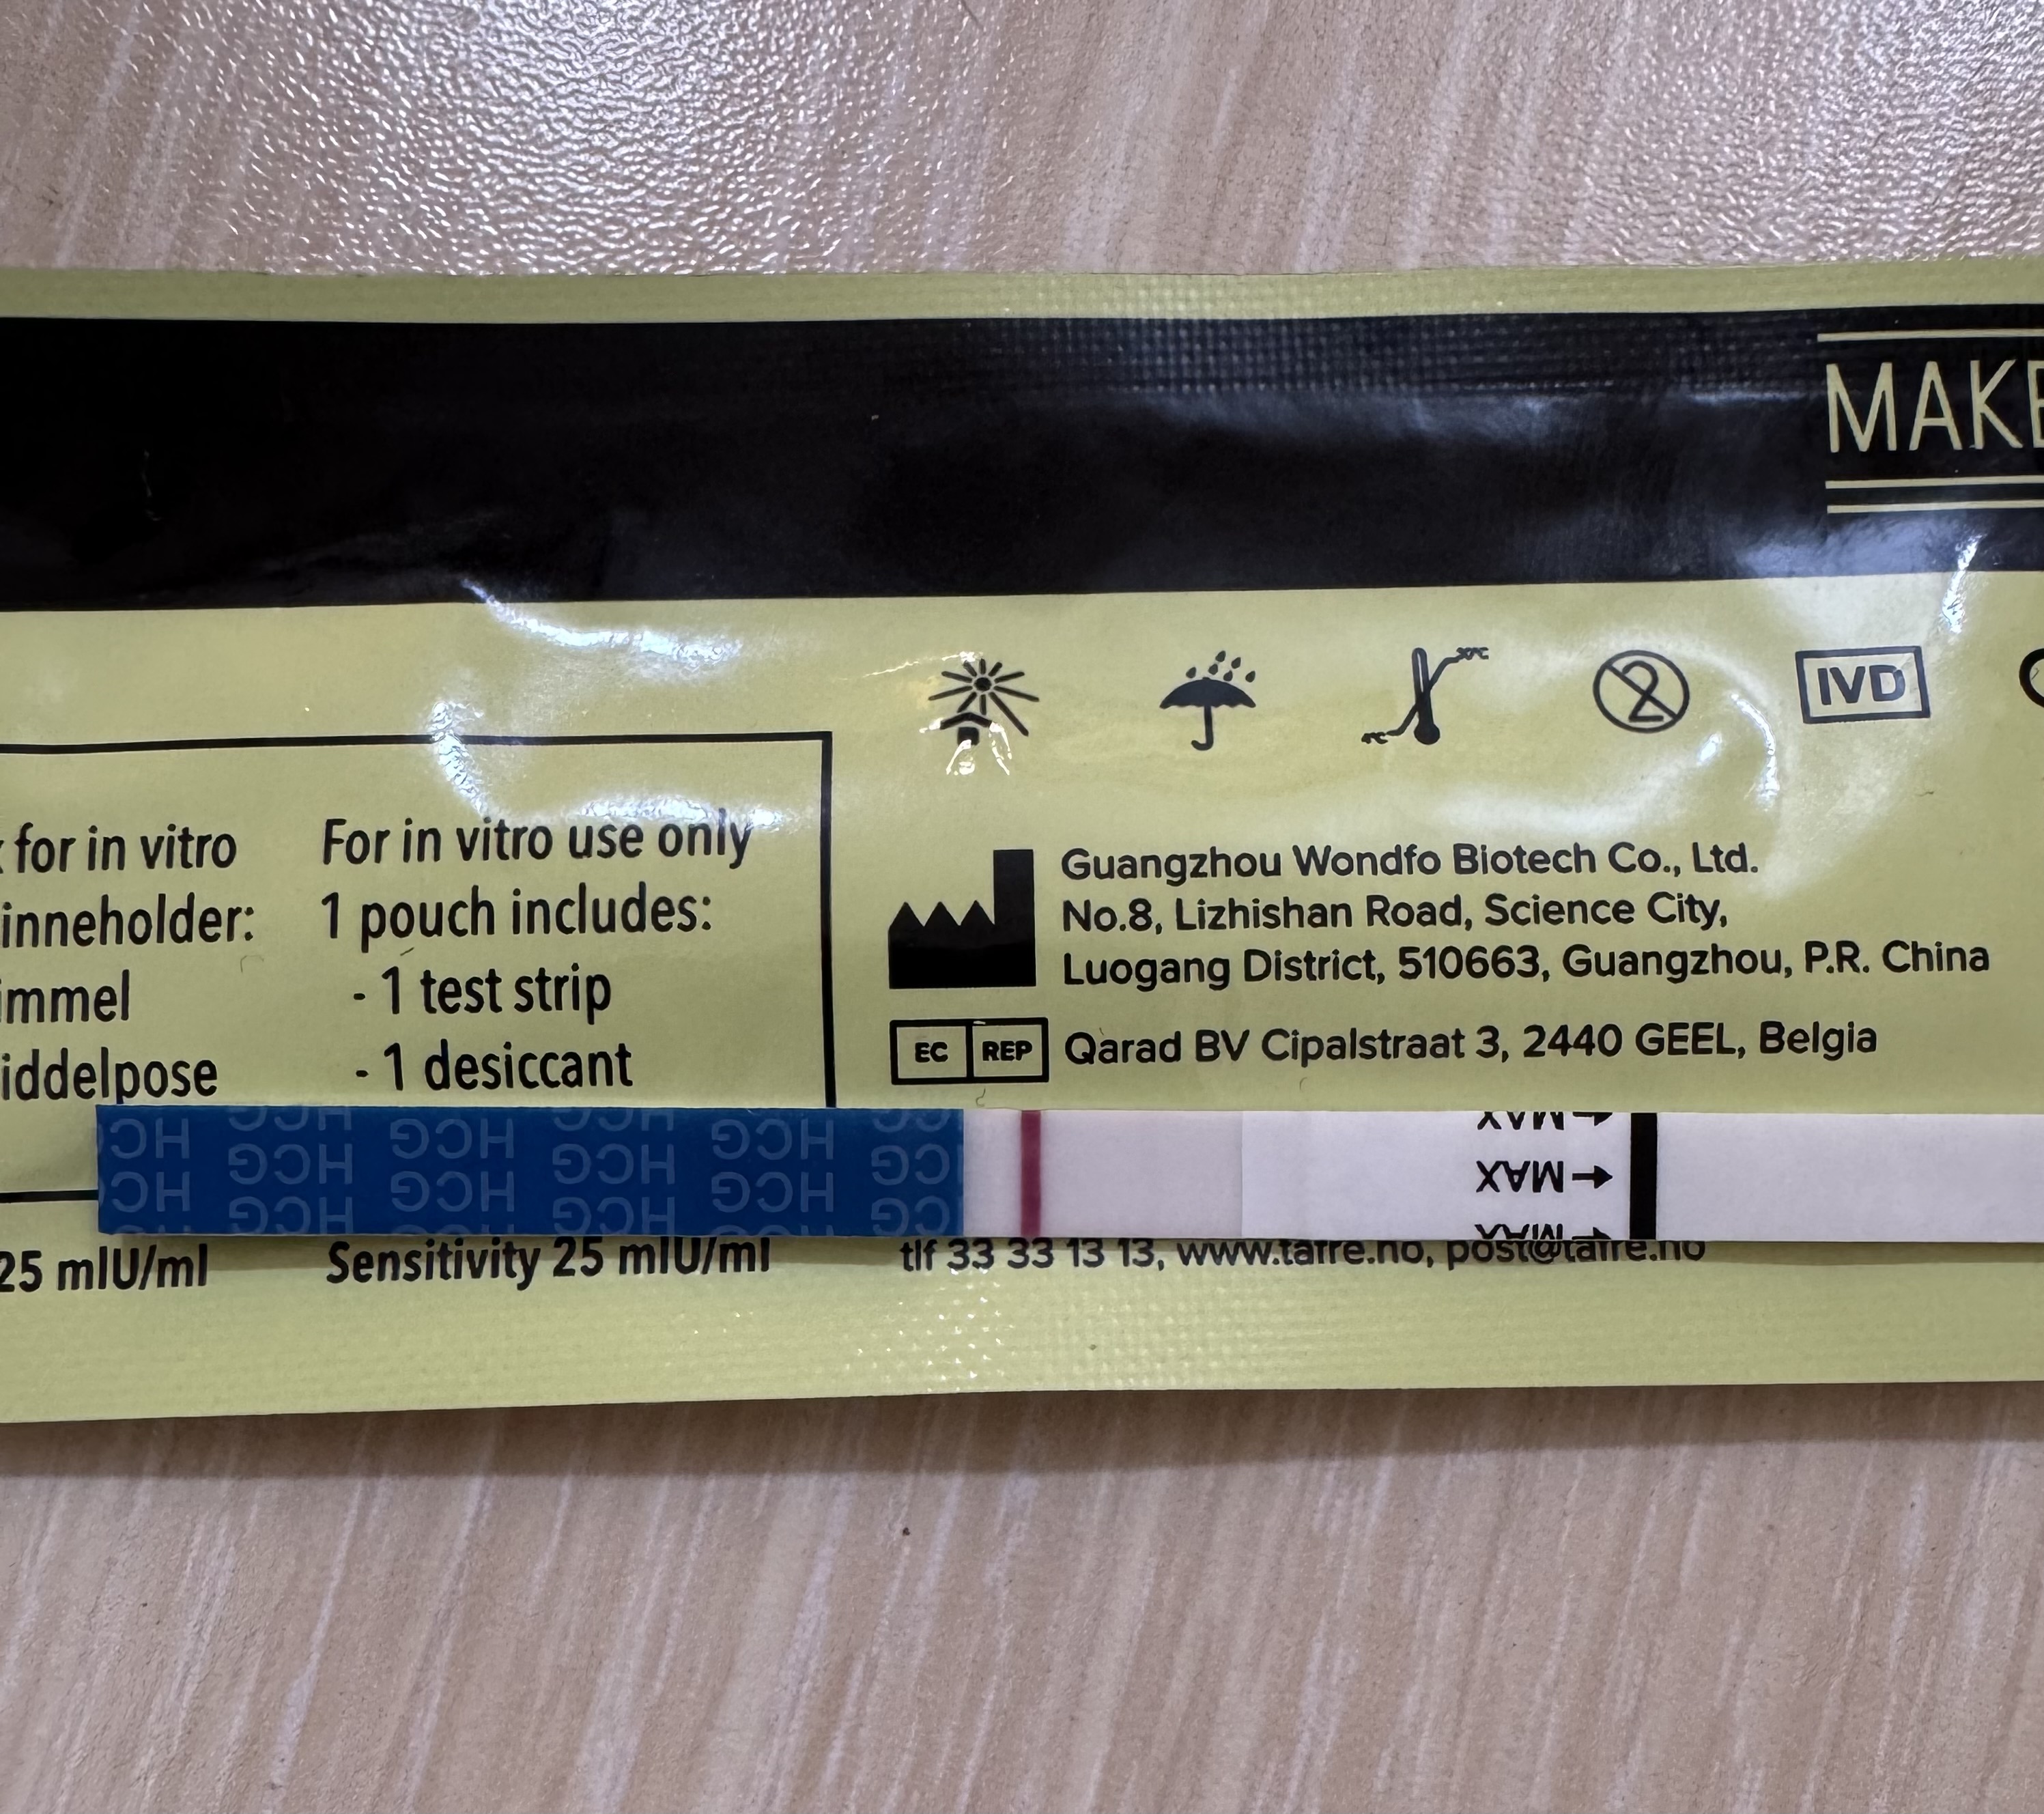 MAKE
IVD
for in vitro
inneholder:
For in vitro use only
1 pouch includes:
- 1 test strip
- 1 desiccant
Guangzhou Wondfo Biotech Co., Ltd.
No.8, Lizhishan Road, Science City,
Luogang District, 510663, Guangzhou, P.R. China
EC REP
Qarad BV Cipalstraat 3, 2440 GEEL, Belgia
iddelpose
HCG HCG HCG HCG
HCG HCG HCG HCG
MAX
25 mIU/ml
Sensitivity 25 mIU/ml
tlf 33 33 13 13, www.tafre.no, post@tafre.no